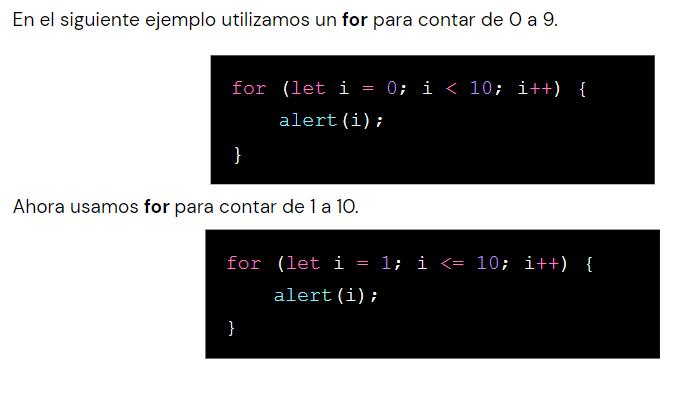 En el siguiente ejemplo utilizamos un for para contar de 0 a 9.
for (let i = 0; i < 10; i++) {
    alert(i);
}
Ahora usamos for para contar de 1 a 10.
for (let i = 1; i <= 10; i++) {
    alert(i);
}